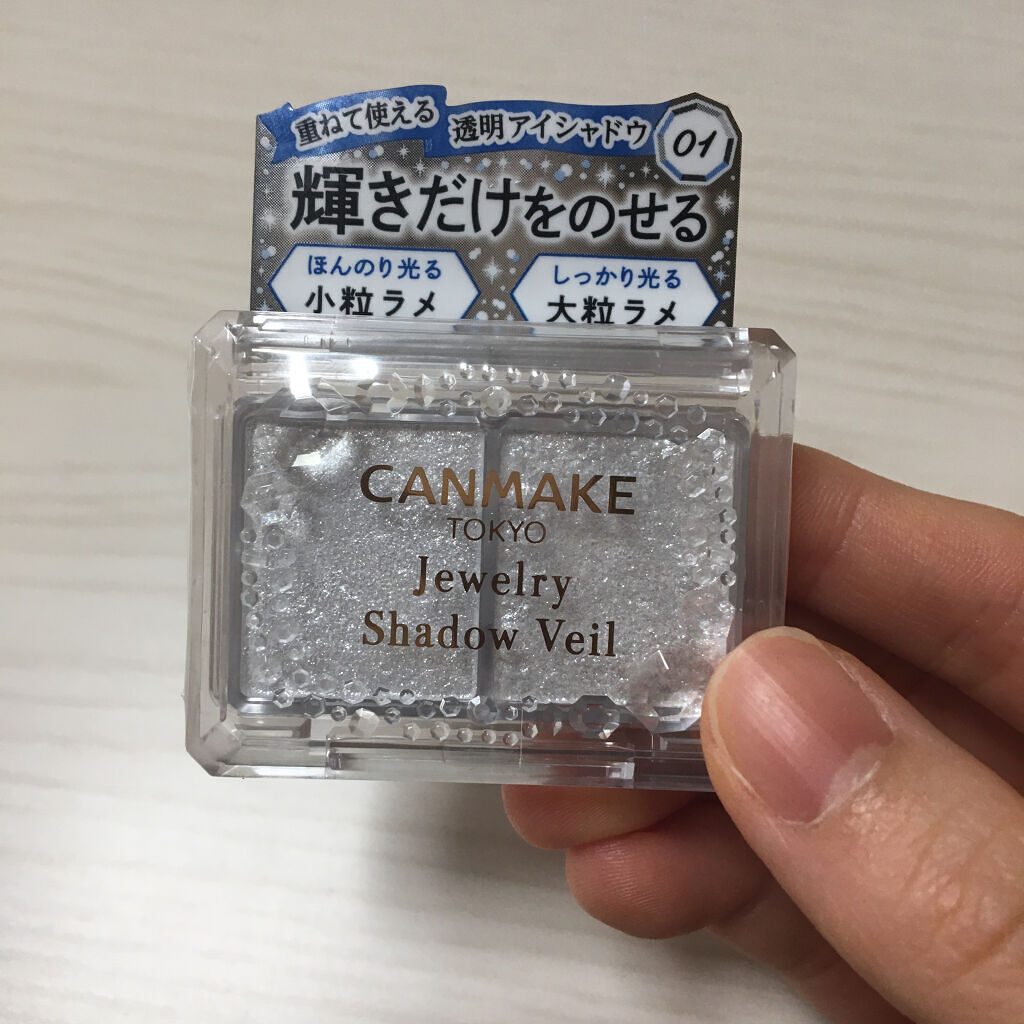 重ねて使える
透明アイシャドウ
01
輝きだけをのせる
ほんのり光る
小粒ラメ
しっかり光る
大粒ラメ
CANMAKE
TOKYO
Jewelry
Shadow Veil